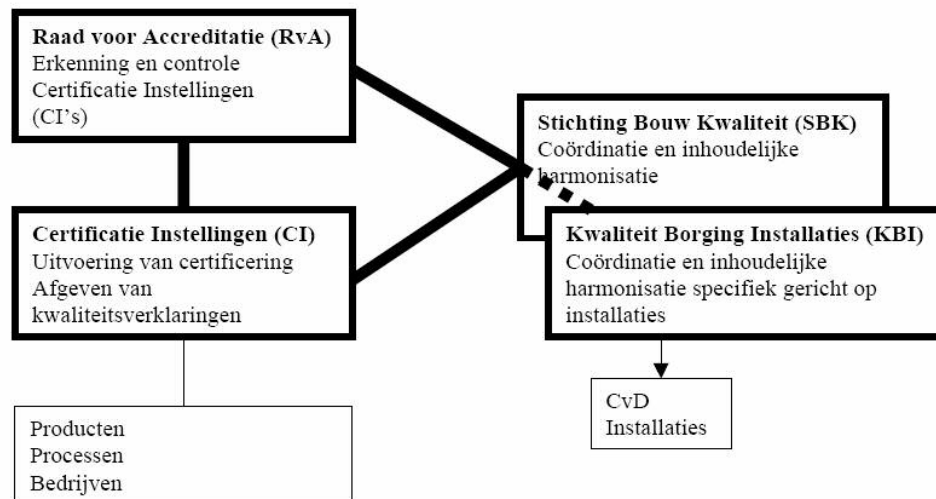 Raad voor Accreditatie (RvA)
Erkenning en controle
Certificatie Instellingen
(CI's)
Stichting Bouw Kwaliteit (SBK)
Coördinatie en inhoudelijke
harmonisatie
Certificatie Instellingen (CI)
Uitvoering van certificering
Afgeven van
kwaliteitsverklaringen
Kwaliteit Borging Installaties (KBI)
Coördinatie en inhoudelijke
harmonisatie specifiek gericht op
installaties
Producten
Processen
Bedrijven
CvD
Installaties